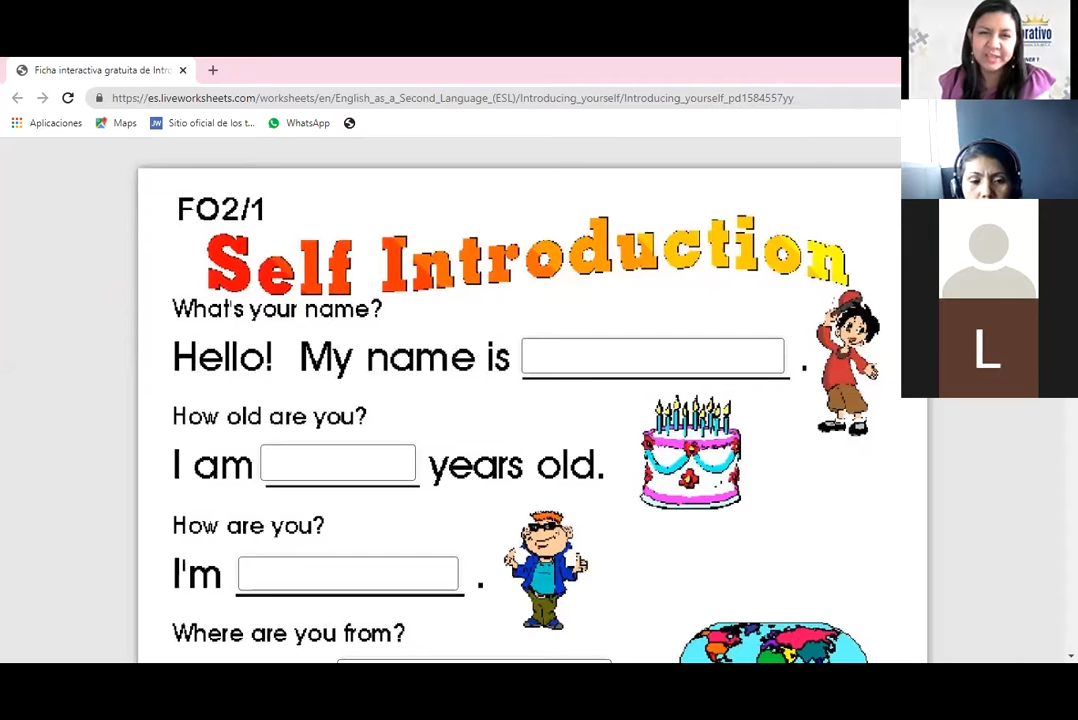 Ficha interactiva gratuita de Intro
https://es.liveworksheets.com/worksheets/en/English_as_a_Second_Language_(ESL)/Introducing_yourself/Introducing_yourself_pd1584557yy
Aplicaciones Maps JW Sitio oficial de los t... WhatsApp
FO2/1
Self Introduction
What's your name?
Hello! My name is .
How old are you?
I am years old.
How are you?
I'm .
Where are you from?
L